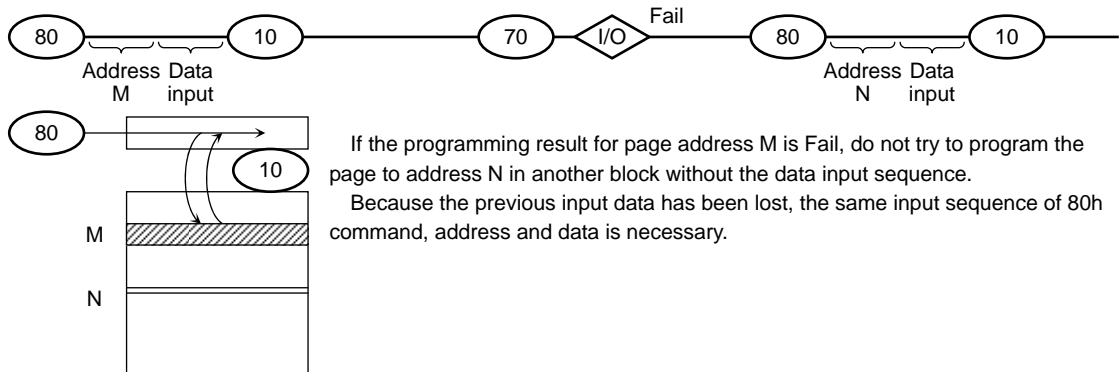 Fail
80 10 70 I/O 80 10
Address Data Address Data
M input N input
80
10
M
N
If the programming result for page address M is Fail, do not try to program the
page to address N in another block without the data input sequence.
Because the previous input data has been lost, the same input sequence of 80h
command, address and data is necessary.